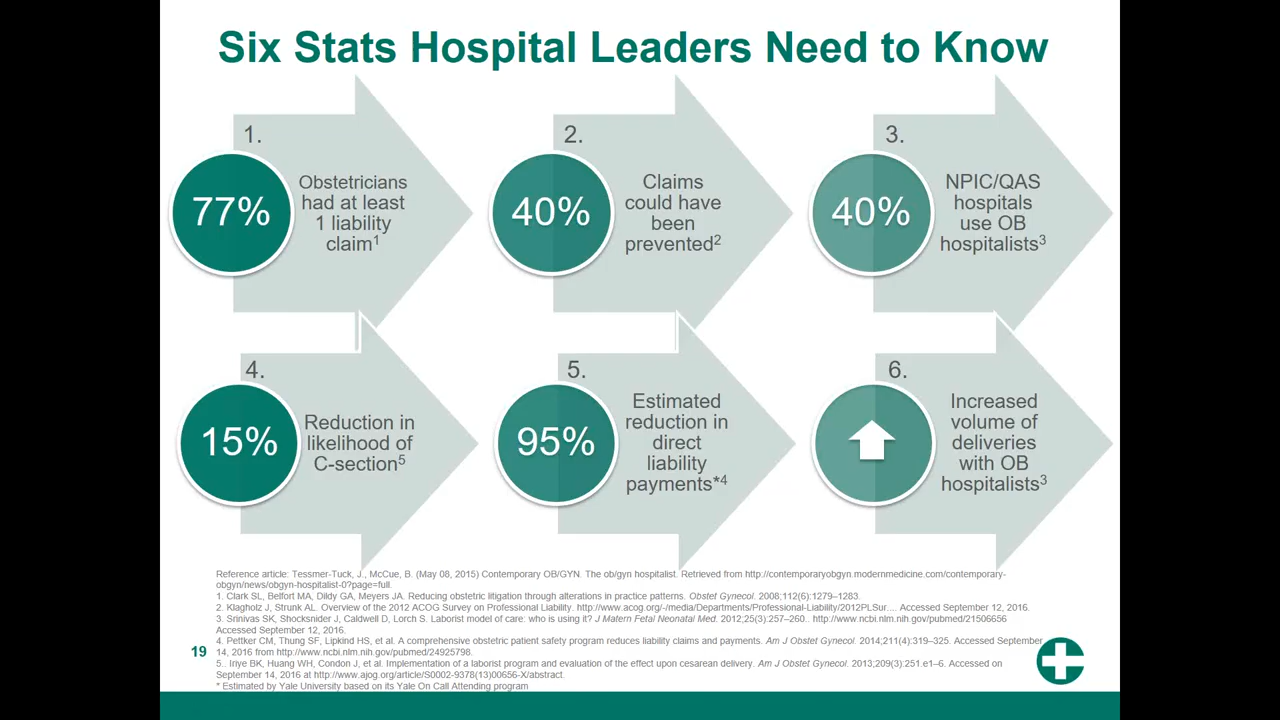 Six Stats Hospital Leaders Need to Know
1.
77%
Obstetricians
had at least
1 liability
claim1
2.
40%
Claims
could have
been
prevented2
3.
40%
NPIC/QAS
hospitals
use OB
hospitalists3
4.
15%
Reduction in
likelihood of
C-section5
5.
95%
Estimated
reduction in
direct
liability
payments*4
6.
Increased
volume of
deliveries
with OB
hospitalists3
Reference article: Tessmer-Tuck, J., McCue, B. (May 08, 2015) Contemporary OB/GYN. The ob/gyn hospitalist. Retrieved from http://contemporaryobgyn.modernmedicine.com/contemporary-
obgyn/news/obgyn-hospitalist-0?page=full.
1. Clark SL, Belfort MA, Dildy GA, Meyers JA. Reducing obstetric litigation through alterations in practice patterns. Obstet Gynecol. 2008;112(6):1279–1283.
2. Klagholz J, Strunk AL. Overview of the 2012 ACOG Survey on Professional Liability. http://www.acog.org/-/media/Departments/Professional-Liability/2012PLSur.... Accessed September 12, 2016.
3. Srinivas SK, Shocksnider J, Caldwell D, Lorch S. Laborist model of care: who is using it? J Matern Fetal Neonatal Med. 2012;25(3):257–260.. http://www.ncbi.nlm.nih.gov/pubmed/21506656
Accessed September 12, 2016.
4. Pettker CM, Thung SF, Lipkind HS, et al. A comprehensive obstetric patient safety program reduces liability claims and payments. Am J Obstet Gynecol. 2014;211(4):319–325. Accessed September
14, 2016 from http://www.ncbi.nlm.nih.gov/pubmed/24925798.
5.. Iriye BK, Huang WH, Condon J, et al. Implementation of a laborist program and evaluation of the effect upon cesarean delivery. Am J Obstet Gynecol. 2013;209(3):251.e1–6. Accessed on
September 14, 2016 at http://www.ajog.org/article/S0002-9378(13)00656-X/abstract.
* Estimated by Yale University based on its Yale On Call Attending program
19